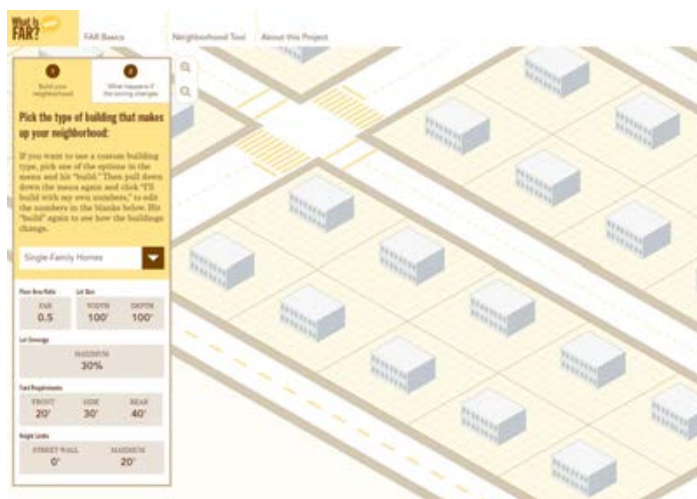 What Is
FAR?
FAR Basics
Neighborhood Tool
About this Project
1
Build your
neighborhood
2
What happens if
the zoning changes
Pick the type of building that makes
up your neighborhood:
If you want to use a custom building
type, pick one of the options in the
menu and hit "build." Then pull down
down the menu again and click "I'll
build with my own numbers," to edit
the numbers in the blanks below. Hit
"build" again to see how the buildings
change.
Single-Family Homes
Floor Area Ratio
Lot Size
FAR
WIDTH
DEPTH
0.5
100'
100'
Lot Coverage
MAXIMUM
30%
Yard Requirements
FRONT
SIDE
REAR
20'
30'
40'
Height Limits
STREET WALL
MAXIMUM
0'
20'